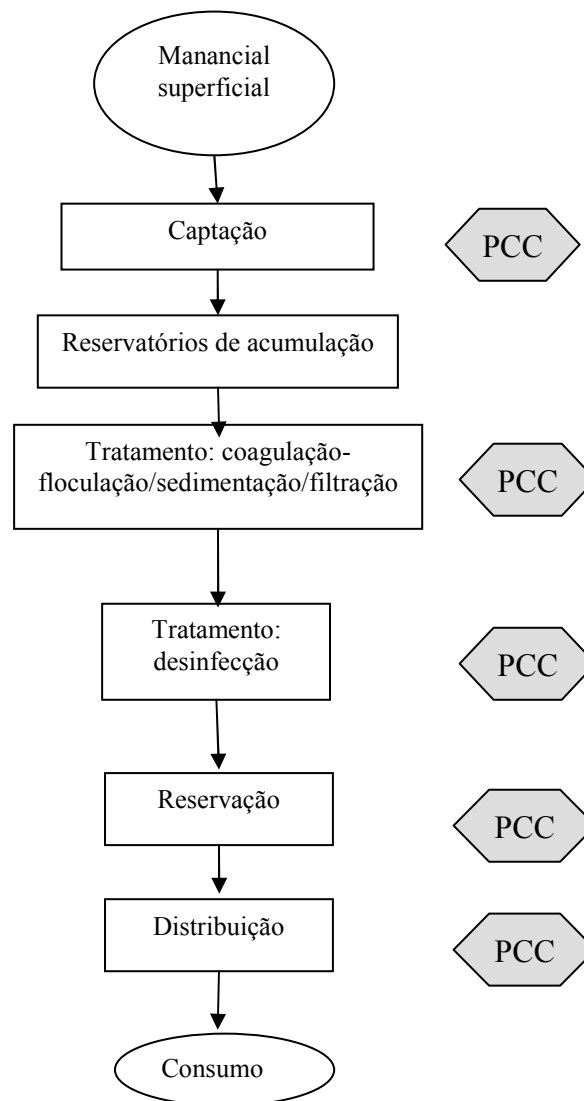 Manancial
superficial
Captação
PCC
Reservatórios de acumulação
Tratamento: coagulação-
floculação/sedimentação/filtração
PCC
Tratamento:
desinfecção
PCC
Reservação
PCC
Distribuição
PCC
Consumo